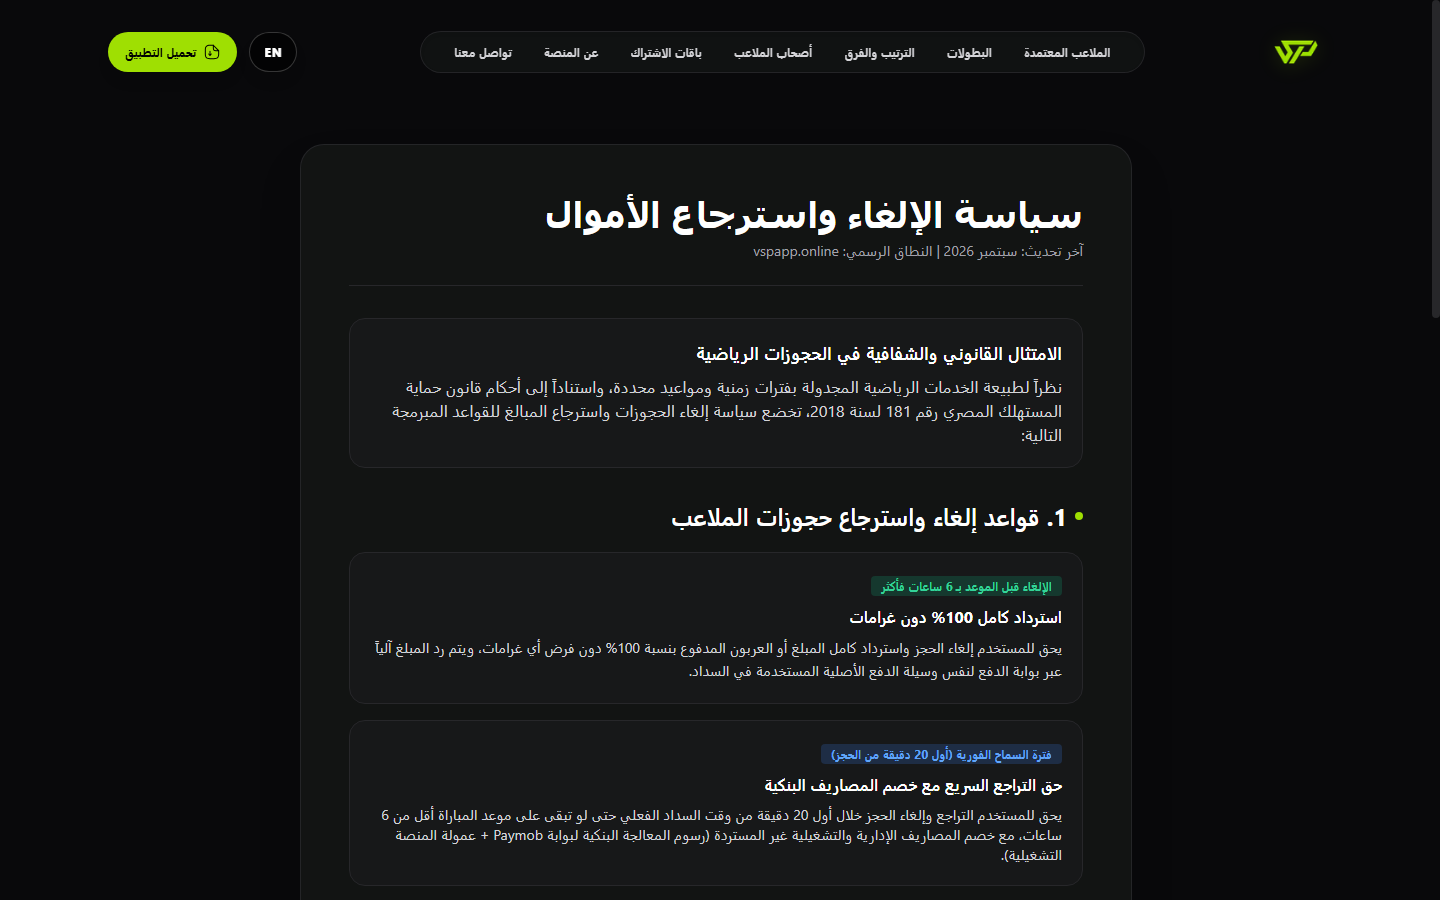 VSP
الملاعب المعتمدة
البطولات
الترتيب والفرق
أصحاب الملاعب
باقات الاشتراك
عن المنصة
تواصل معنا
EN
تحميل التطبيق
سياسة الإلغاء واسترجاع الأموال
آخر تحديث: سبتمبر 2026 | النطاق الرسمي: vspapp.online
الامتثال القانوني والشفافية في الحجوزات الرياضية
نظراً لطبيعة الخدمات الرياضية المجدولة بفترات زمنية ومواعيد محددة، واستناداً إلى أحكام قانون حماية
المستهلك المصري رقم 181 لسنة 2018، تخضع سياسة إلغاء الحجوزات واسترجاع المبالغ للقواعد المبرمجة
التالية:
1. قواعد إلغاء واسترجاع حجوزات الملاعب
الإلغاء قبل الموعد بـ 6 ساعات فأكثر
استرداد كامل 100% دون غرامات
يحق للمستخدم إلغاء الحجز واسترداد كامل المبلغ أو العربون المدفوع بنسبة 100% دون فرض أي غرامات، ويتم رد المبلغ آلياً
عبر بوابة الدفع لنفس وسيلة الدفع الأصلية المستخدمة في السداد.
فترة السماح الفورية (أول 20 دقيقة من الحجز)
حق التراجع السريع مع خصم المصاريف البنكية
يحق للمستخدم التراجع وإلغاء الحجز خلال أول 20 دقيقة من وقت السداد الفعلي حتى لو تبقى على موعد المباراة أقل من 6
ساعات، مع خصم المصاريف الإدارية والتشغيلية غير المستردة (رسوم المعالجة البنكية لبوابة Paymob + عمولة المنصة
التشغيلية).